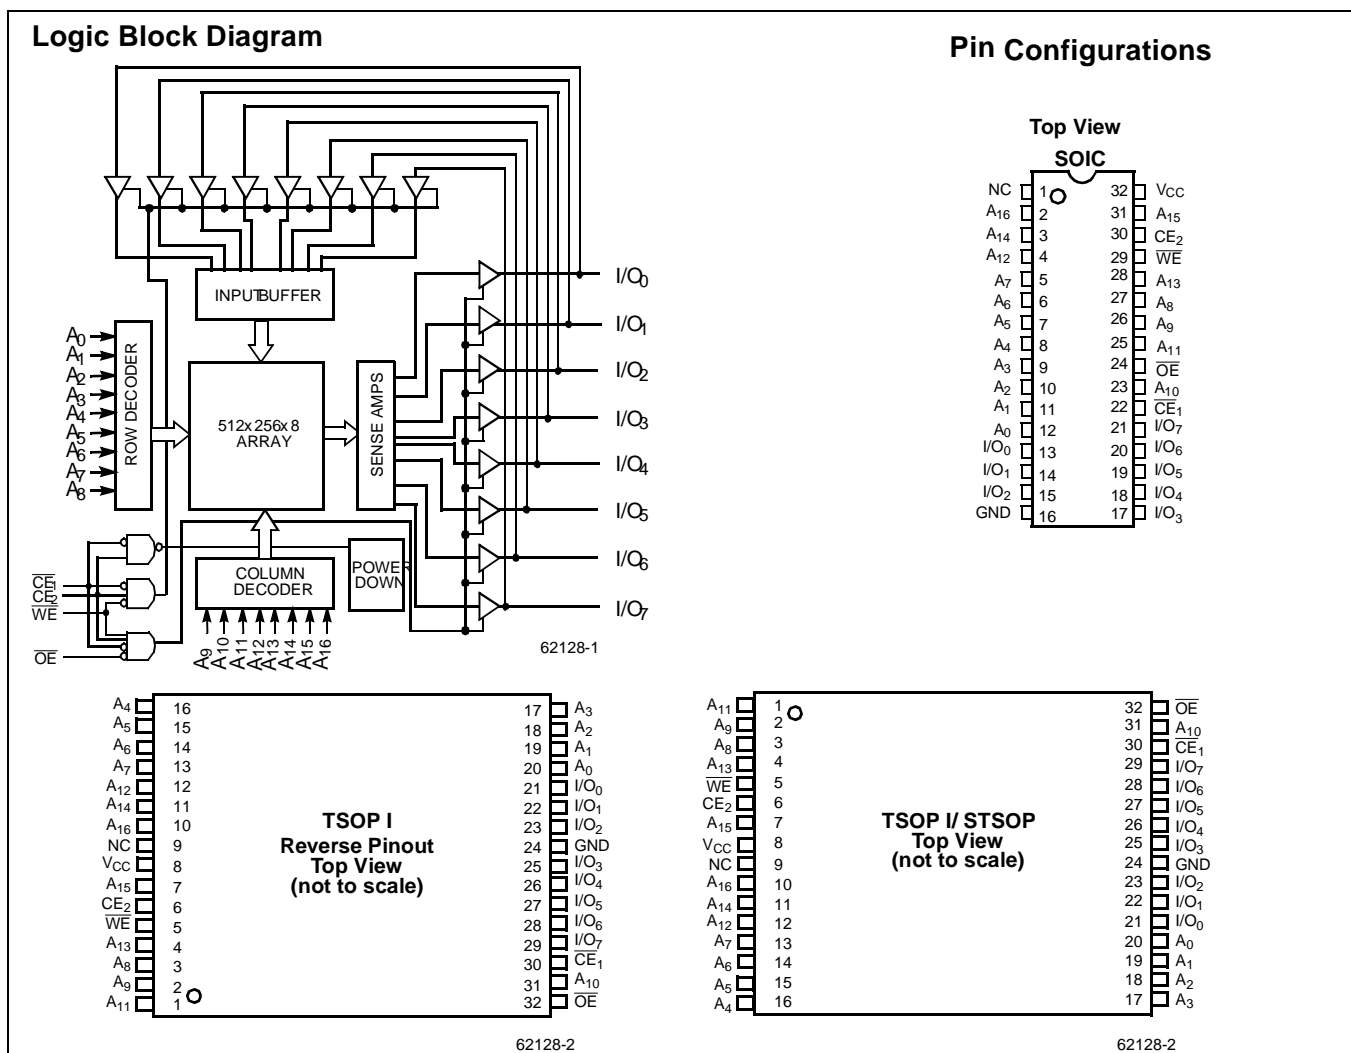 Logic Block Diagram
INPUT BUFFER
A0
A1
A2
A3
A4
A5
A6
A7
A8
ROW DECODER
512x256x8
ARRAY
SENSE AMPS
I/O0
I/O1
I/O2
I/O3
I/O4
I/O5
I/O6
I/O7
COLUMN
DECODER
POWER
DOWN
C̅E̅1
CE2
W̅E̅
O̅E̅
A9
A10
A11
A12
A13
A14
A15
A16
62128-1
Pin Configurations
Top View
SOIC
NC 1 32 VCC
A16 2 31 A15
A14 3 30 CE2
A12 4 29 W̅E̅
A7 5 28 A13
A6 6 27 A8
A5 7 26 A9
A4 8 25 A11
A3 9 24 O̅E̅
A2 10 23 A10
A1 11 22 C̅E̅1
A0 12 21 I/O7
I/O0 13 20 I/O6
I/O1 14 19 I/O5
I/O2 15 18 I/O4
GND 16 17 I/O3
A4 16 17 A3
A5 15 18 A2
A6 14 19 A1
A7 13 20 A0
A12 12 21 I/O0
A14 11 22 I/O1
A16 10 23 I/O2
NC 9 24 GND
VCC 8 25 I/O3
A15 7 26 I/O4
CE2 6 27 I/O5
W̅E̅ 5 28 I/O6
A13 4 29 I/O7
A8 3 30 C̅E̅1
A9 2 31 A10
A11 1 32 O̅E̅
TSOP I
Reverse Pinout
Top View
(not to scale)
62128-2
A11 1 32 O̅E̅
A9 2 31 A10
A8 3 30 C̅E̅1
A13 4 29 I/O7
W̅E̅ 5 28 I/O6
CE2 6 27 I/O5
A15 7 26 I/O4
VCC 8 25 I/O3
NC 9 24 GND
A16 10 23 I/O2
A14 11 22 I/O1
A12 12 21 I/O0
A7 13 20 A0
A6 14 19 A1
A5 15 18 A2
A4 16 17 A3
TSOP I/ STSOP
Top View
(not to scale)
62128-2